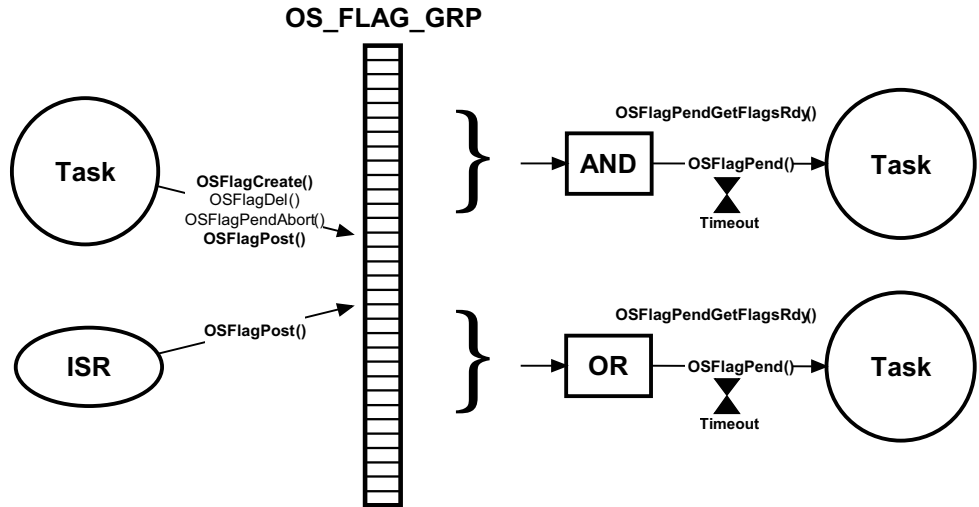 OS_FLAG_GRP
Task
OSFlagCreate()
OSFlagDel()
OSFlagPendAbort()
OSFlagPost()
OSFlagPost()
ISR
OSFlagPendGetFlagsRdy()
AND
OSFlagPend()
Timeout
Task
OSFlagPendGetFlagsRdy()
OR
OSFlagPend()
Timeout
Task